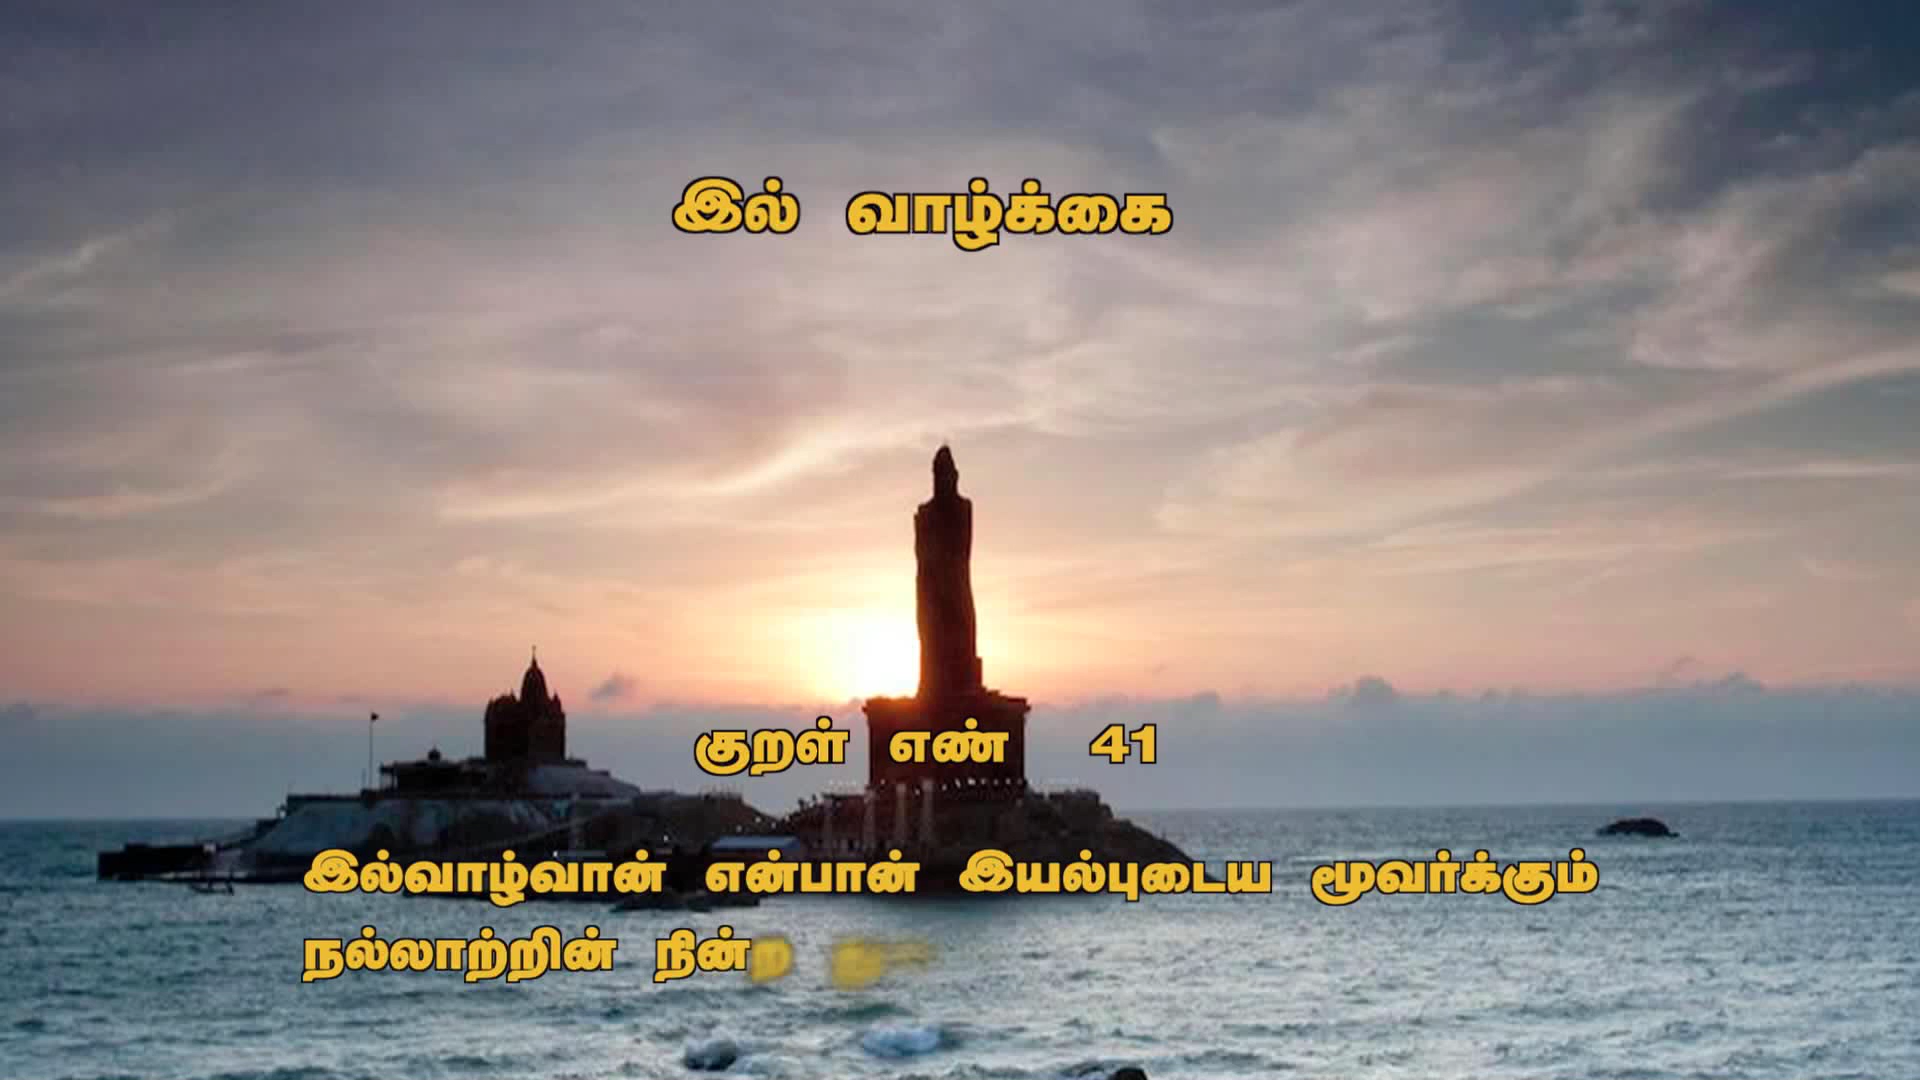 இல் வாழ்க்கை
குறள் எண் 41
இல்வாழ்வான் என்பான் இயல்புடைய மூவர்க்கும்
நல்லாற்றின் நின்ற